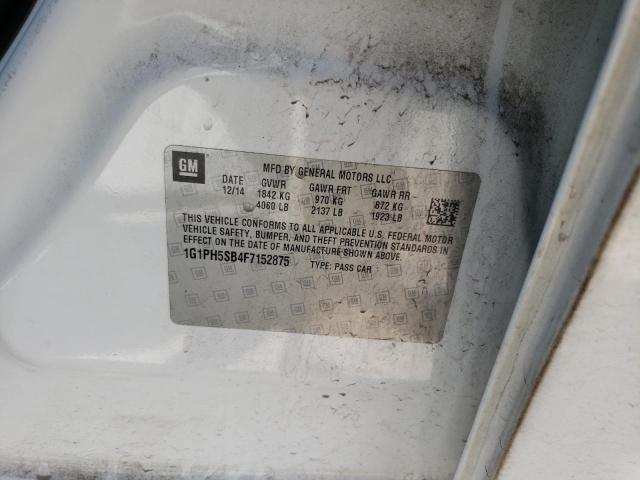 GM
MFD BY GENERAL MOTORS LLC
DATE GVWR GAWR FRT GAWR RR
12/14 1842 KG 970 KG 872 KG
4060 LB 2137 LB 1923 LB
THIS VEHICLE CONFORMS TO ALL APPLICABLE U.S. FEDERAL MOTOR
VEHICLE SAFETY, BUMPER, AND THEFT PREVENTION STANDARDS IN
EFFECT ON THE DATE OF MANUFACTURE SHOWN ABOVE.
1G1PH5SB4F7152875 TYPE: PASS CAR